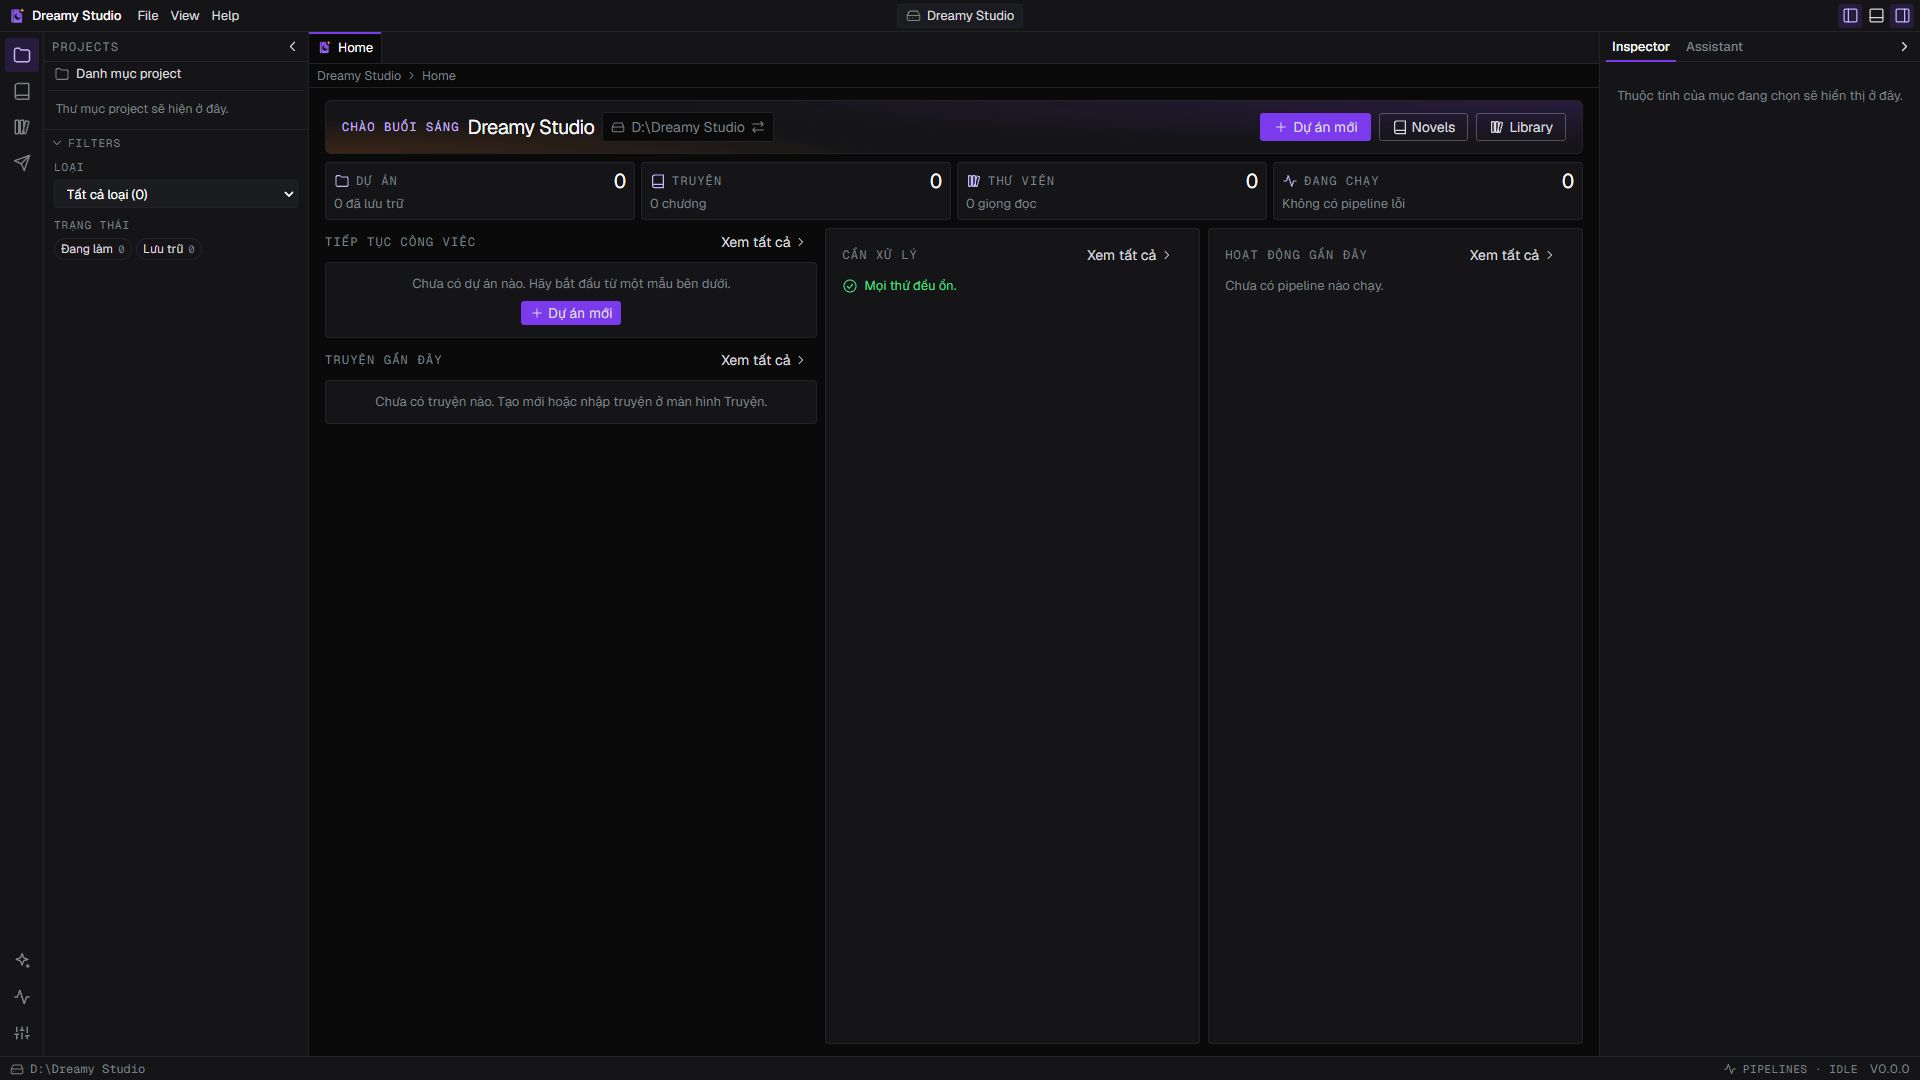 Dreamy Studio File View Help
Dreamy Studio
PROJECTS
Danh mục project
Thư mục project sẽ hiện ở đây.
FILTERS
LOẠI
Tất cả loại (0)
TRẠNG THÁI
Đang làm 0 Lưu trữ 0
Home
Dreamy Studio > Home
CHÀO BUỔI SÁNG Dreamy Studio D:\Dreamy Studio
+ Dự án mới Novels Library
DỰ ÁN 0
0 đã lưu trữ
TRUYỆN 0
0 chương
THƯ VIỆN 0
0 giọng đọc
ĐANG CHẠY 0
Không có pipeline lỗi
TIẾP TỤC CÔNG VIỆC Xem tất cả >
Chưa có dự án nào. Hãy bắt đầu từ một mẫu bên dưới.
+ Dự án mới
TRUYỆN GẦN ĐÂY Xem tất cả >
Chưa có truyện nào. Tạo mới hoặc nhập truyện ở màn hình Truyện.
CẦN XỬ LÝ Xem tất cả >
Mọi thứ đều ổn.
HOẠT ĐỘNG GẦN ĐÂY Xem tất cả >
Chưa có pipeline nào chạy.
Inspector Assistant
Thuộc tính của mục đang chọn sẽ hiển thị ở đây.
D:\Dreamy Studio
PIPELINES · IDLE V0.0.0